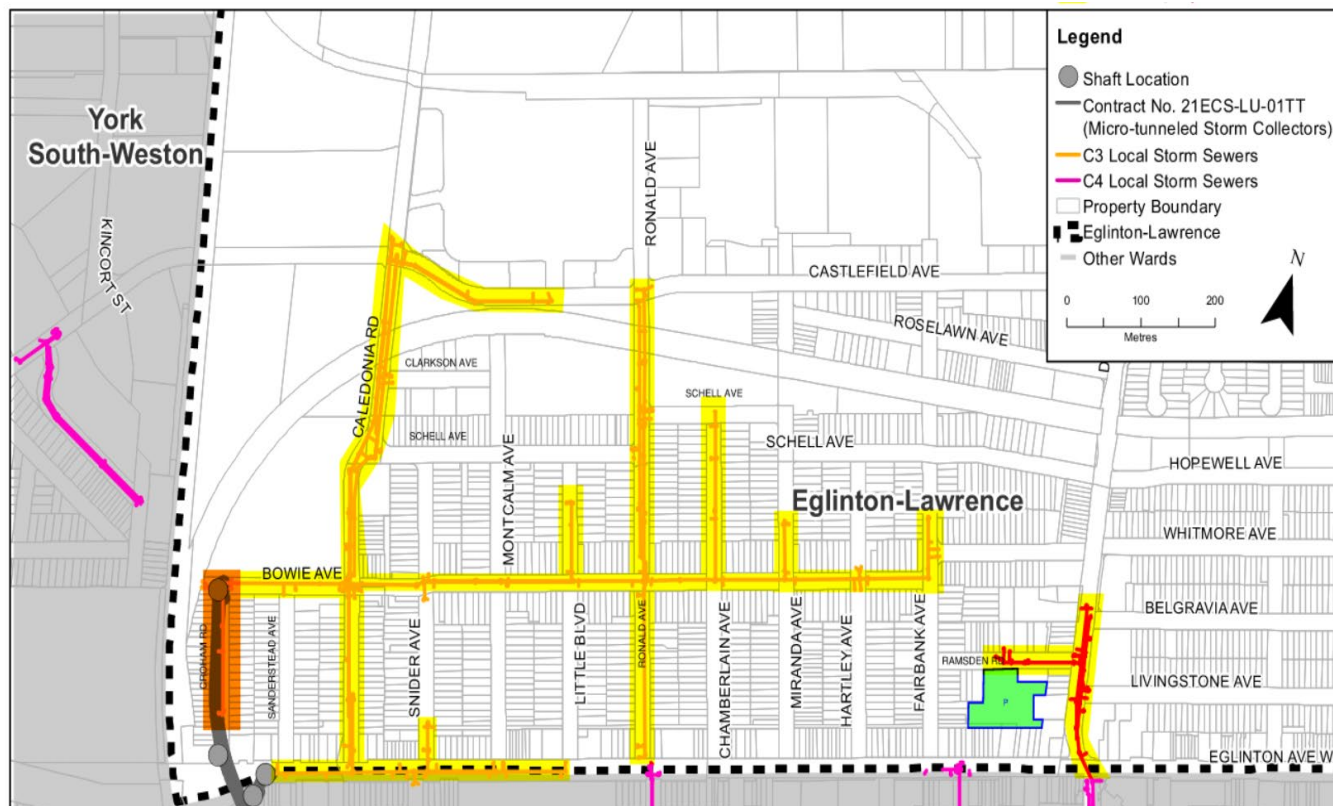 York
South-Weston
KINCORT ST
RONALD AVE
CASTLEFIELD AVE
ROSELAWN AVE
CALEDONIA RD
CLARKSON AVE
SCHELL AVE
SCHELL AVE
SCHELL AVE
MONTCALM AVE
HOPEWELL AVE
Eglinton-Lawrence
WHITMORE AVE
BOWIE AVE
BELGRAVIA AVE
CROHAM RD
SANDERSTEAD AVE
SNIDER AVE
LITTLE BLVD
RONALD AVE
CHAMBERLAIN AVE
MIRANDA AVE
HARTLEY AVE
FAIRBANK AVE
RAMSDEN
LIVINGSTONE AVE
P
EGLINTON AVE W
D
Legend
Shaft Location
Contract No. 21ECS-LU-01TT
(Micro-tunneled Storm Collectors)
C3 Local Storm Sewers
C4 Local Storm Sewers
Property Boundary
Eglinton-Lawrence
Other Wards
N
0 100 200
Metres